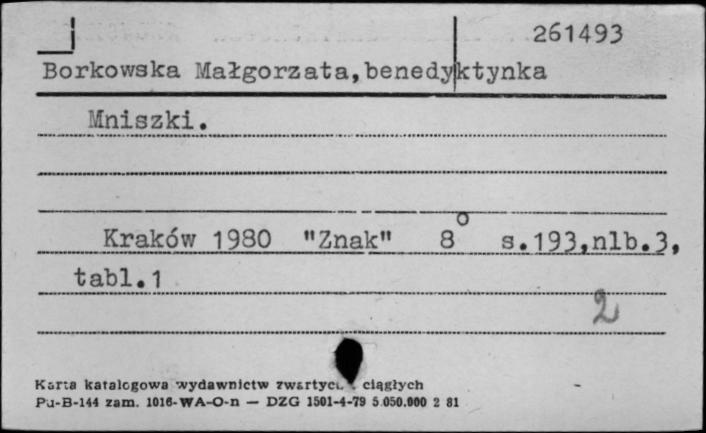 261493
Borkowska Małgorzata, benedyktynka
Mniszki.
Kraków 1980 "Znak" 8° s.193,nlb.3,
tabl.1
2
Karta katalogowa wydawnictw i ciągłych
Pu-B-144 zam. 1016-WA-O-n — DZG 1501-4-79 5.050.000 2 81